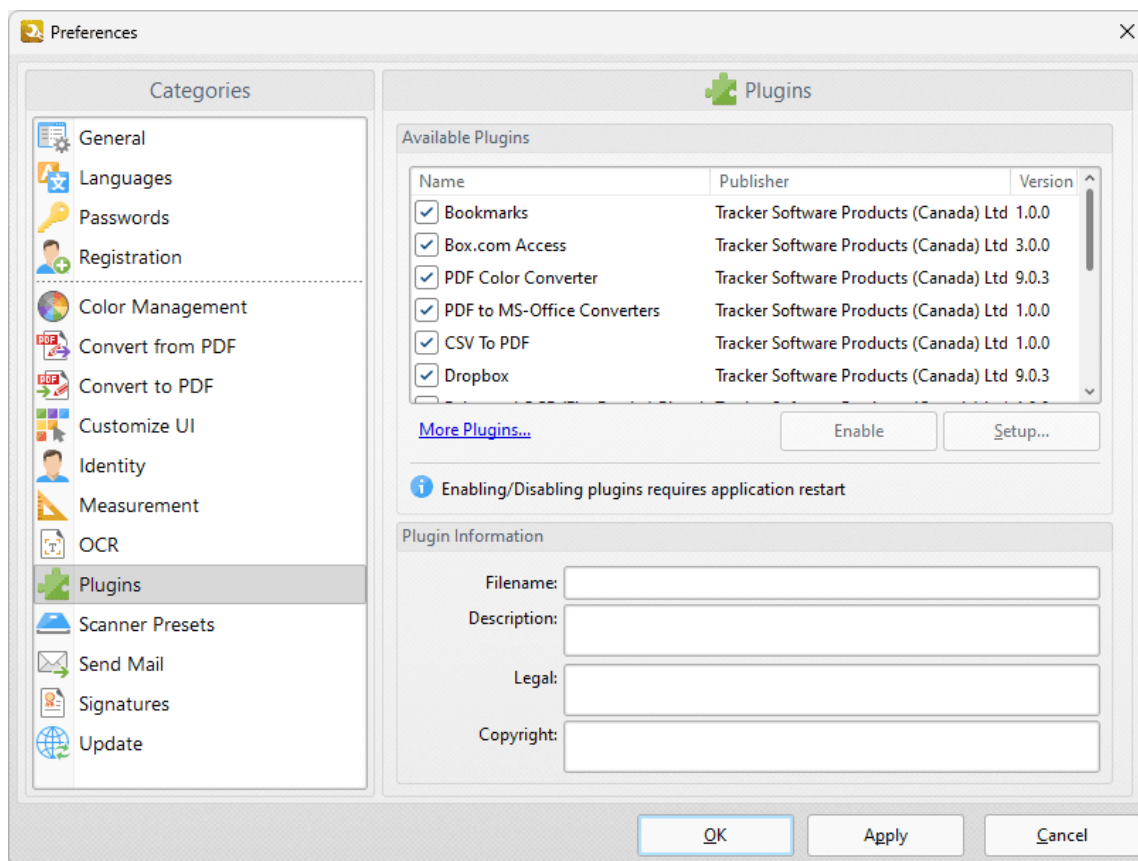 Preferences
Categories
General
Languages
Passwords
Registration
Color Management
Convert from PDF
Convert to PDF
Customize UI
Identity
Measurement
OCR
Plugins
Scanner Presets
Send Mail
Signatures
Update
Plugins
Available Plugins
Name Publisher Version
Bookmarks Tracker Software Products (Canada) Ltd 1.0.0
Box.com Access Tracker Software Products (Canada) Ltd 3.0.0
PDF Color Converter Tracker Software Products (Canada) Ltd 9.0.3
PDF to MS-Office Converters Tracker Software Products (Canada) Ltd 1.0.0
CSV To PDF Tracker Software Products (Canada) Ltd 1.0.0
Dropbox Tracker Software Products (Canada) Ltd 9.0.3
More Plugins...
Enable
Setup...
Enabling/Disabling plugins requires application restart
Plugin Information
Filename:
Description:
Legal:
Copyright:
OK
Apply
Cancel